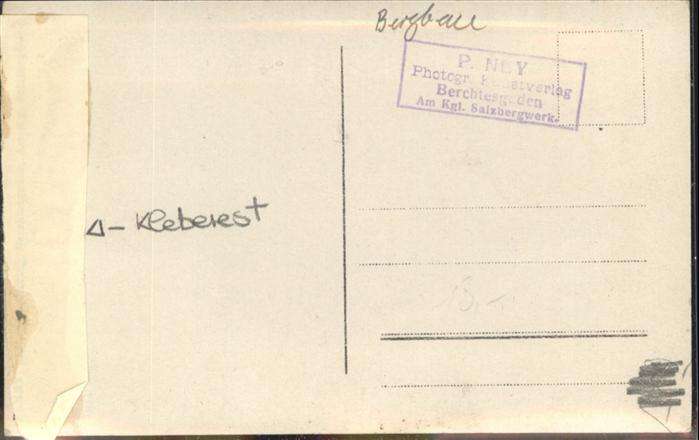 Bergbau
P. NEY
Photogr. Kunstverlag
Berchtesgaden
Am Kgl. Salzbergwerk.
Δ - Kleberest